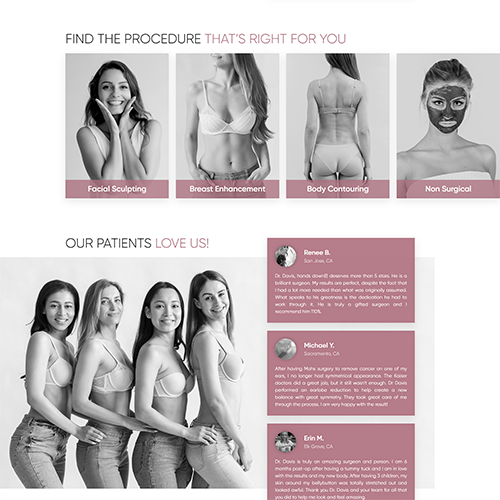 FIND THE PROCEDURE THAT'S RIGHT FOR YOU
Facial Sculpting
Breast Enhancement
Body Contouring
Non Surgical
OUR PATIENTS LOVE US!
Renee B.
San Jose, CA
Dr. Davis, hands down(!) deserves more than 5 stars. He is a
brilliant surgeon. My results are perfect, despite the fact that
I had a lot more needed than what was originally assumed.
What speaks to his greatness is the dedication he had to
work through it. He is truly a gifted surgeon and I
recommend him 110%.
Michael Y.
Sacramento, CA
After having Mohs surgery to remove cancer on one of my
ears, I no longer had symmetrical appearance. The Kaiser
doctors did a great job, but it still wasn't enough. Dr Davis
performed an earlobe reduction to help create a new
balance with great symmetry. They took great care of me
through the process. I am very happy with the result!
Erin M.
Elk Grove, CA
Dr. Davis is truly an amazing surgeon and person. I am 6
months post-op after having a tummy tuck and I am in love
with the results and my new body. After having 3 children, my
skin around my bellybutton was totally stretched out and
looked awful. Thank you Dr. Davis and your team for all that
you did to help me look and feel amazing.